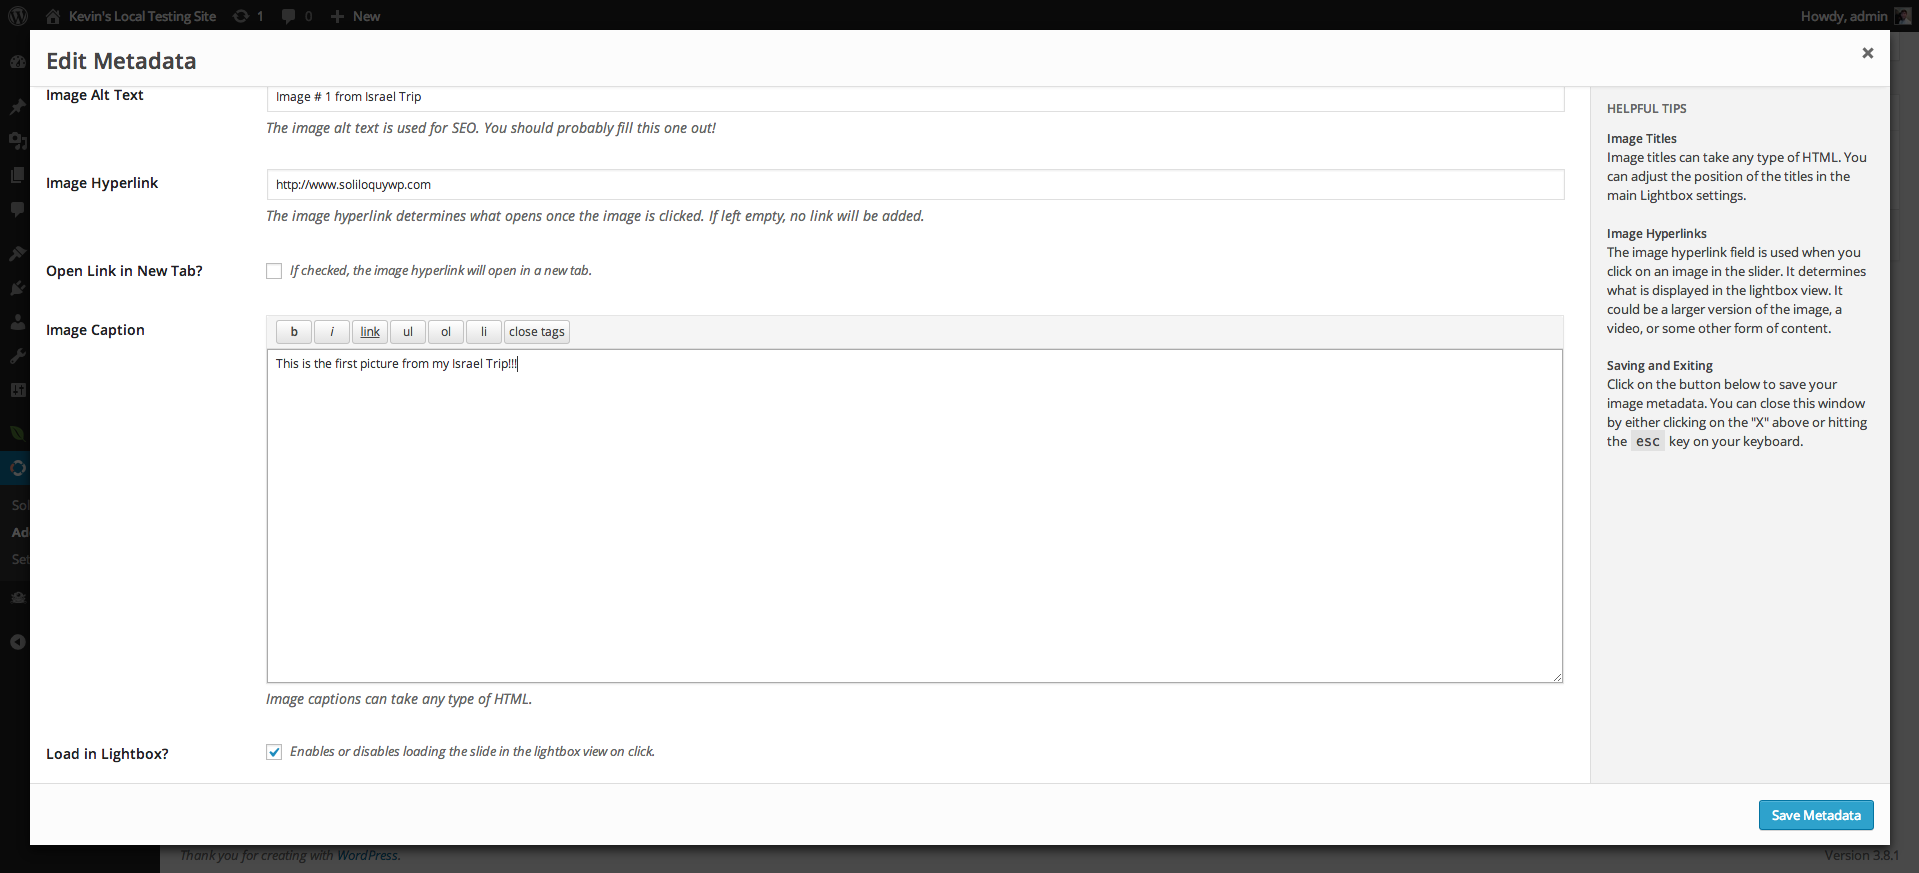 Kevin's Local Testing Site 1 0 New Howdy, admin
Edit Metadata
Image Alt Text
Image # 1 from Israel Trip
The image alt text is used for SEO. You should probably fill this one out!
Image Hyperlink
http://www.soliloquywp.com
The image hyperlink determines what opens once the image is clicked. If left empty, no link will be added.
Open Link in New Tab?
If checked, the image hyperlink will open in a new tab.
Image Caption
b i link ul ol li close tags
This is the first picture from my Israel Trip!!!
Image captions can take any type of HTML.
Load in Lightbox?
Enables or disables loading the slide in the lightbox view on click.
HELPFUL TIPS
Image Titles
Image titles can take any type of HTML. You
can adjust the position of the titles in the
main Lightbox settings.
Image Hyperlinks
The image hyperlink field is used when you
click on an image in the slider. It determines
what is displayed in the lightbox view. It
could be a larger version of the image, a
video, or some other form of content.
Saving and Exiting
Click on the button below to save your
image metadata. You can close this window
by either clicking on the "X" above or hitting
the esc key on your keyboard.
Save Metadata
Sol
Ad
Set
Thank you for creating with WordPress.
Version 3.8.1